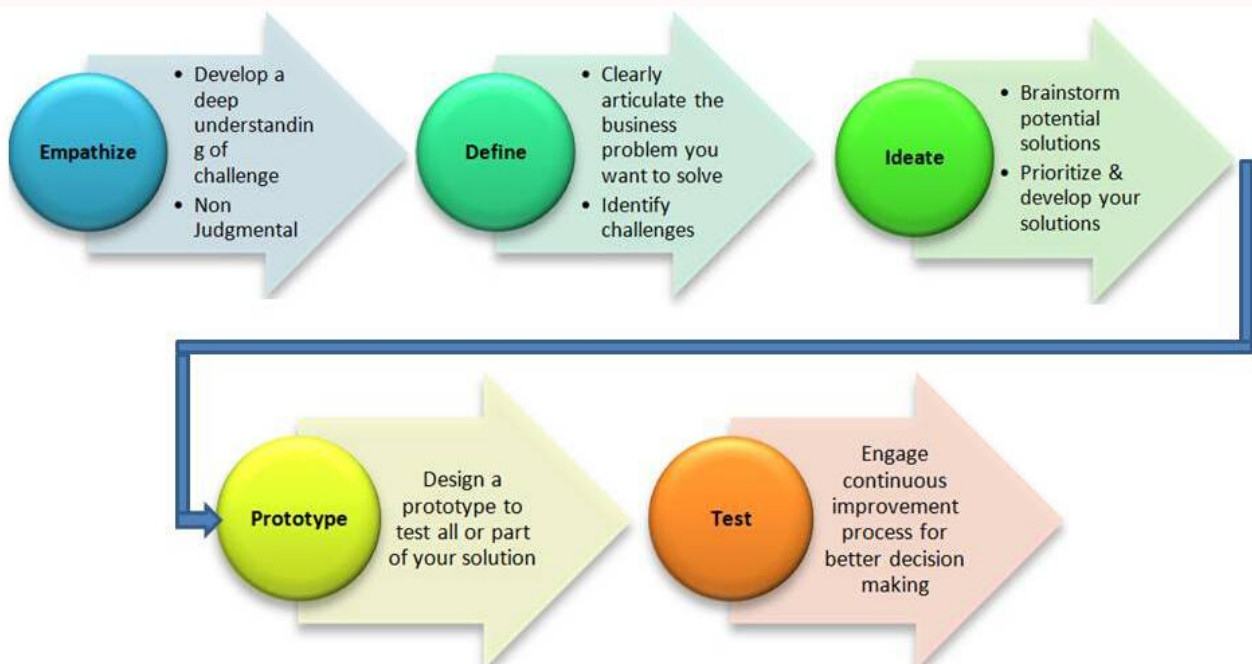 Empathize
• Develop a
deep
understandin
g of
challenge
• Non
Judgmental
Define
• Clearly
articulate the
business
problem you
want to solve
• Identify
challenges
Ideate
• Brainstorm
potential
solutions
• Prioritize &
develop your
solutions
Prototype
Design a
prototype to
test all or part
of your solution
Test
Engage
continuous
improvement
process for
better decision
making